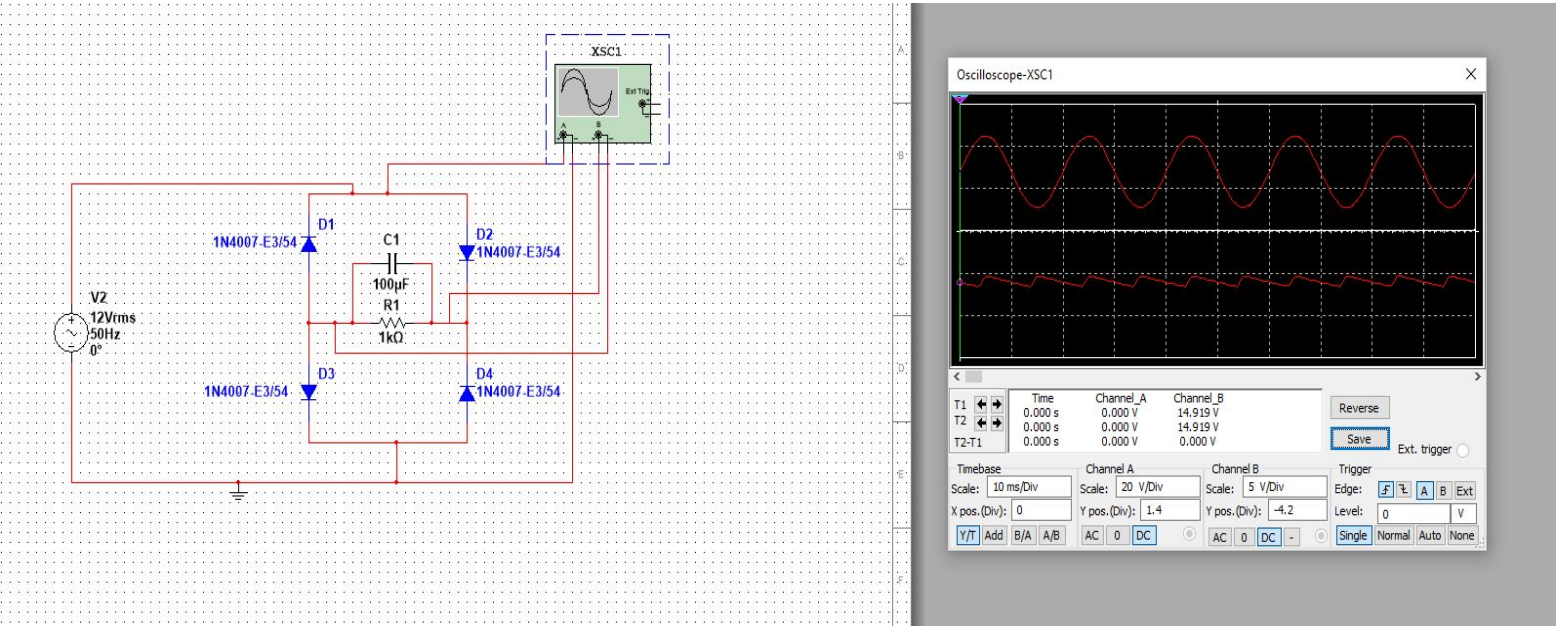 XSC1
Ext Trig
+
A
B
+ - + -
D1
1N4007-E3/54
D2
1N4007-E3/54
C1
100µF
R1
1kΩ
V2
12Vrms
50Hz
0°
D3
1N4007-E3/54
D4
1N4007-E3/54
A
B
C
D
E
F
Oscilloscope-XSC1
T1
T2
T2-T1
Time Channel_A Channel_B
0.000 s 0.000 V 14.919 V
0.000 s 0.000 V 14.919 V
0.000 s 0.000 V 0.000 V
Reverse
Save
Ext. trigger
Timebase
Scale: 10 ms/Div
X pos.(Div): 0
Y/T Add B/A A/B
Channel A
Scale: 20 V/Div
Y pos.(Div): 1.4
AC 0 DC
Channel B
Scale: 5 V/Div
Y pos.(Div): -4.2
AC 0 DC -
Trigger
Edge: A B Ext
Level: 0 V
Single Normal Auto None